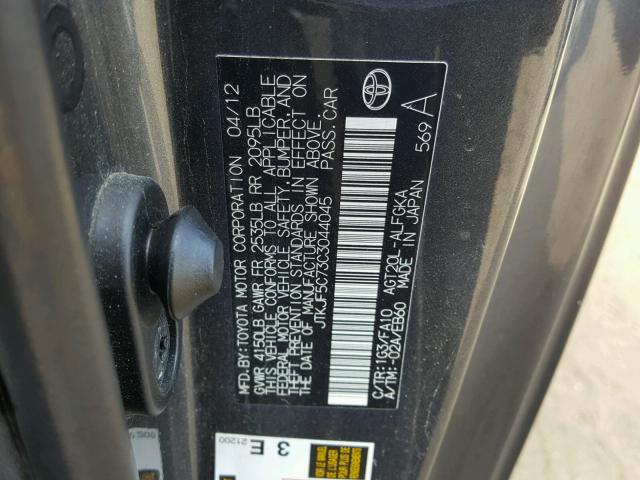 MFD.BY:TOYOTA MOTOR CORPORATION 04/12
GVWR 4150LB GAWR FR 2535LB RR 2095LB
THIS VEHICLE CONFORMS TO ALL APPLICABLE
FEDERAL MOTOR VEHICLE SAFETY,BUMPER,AND
THEFT PREVENTION STANDARDS IN EFFECT ON
THE DATE OF MANUFACTURE SHOWN ABOVE.
JTKJF5C73C3044045 PASS.CAR
C/TR:1G3/FA10 AGT20L-ALFGKA
A/TM:-02A/EB60 MADE IN JAPAN
569 A
3 E
21200